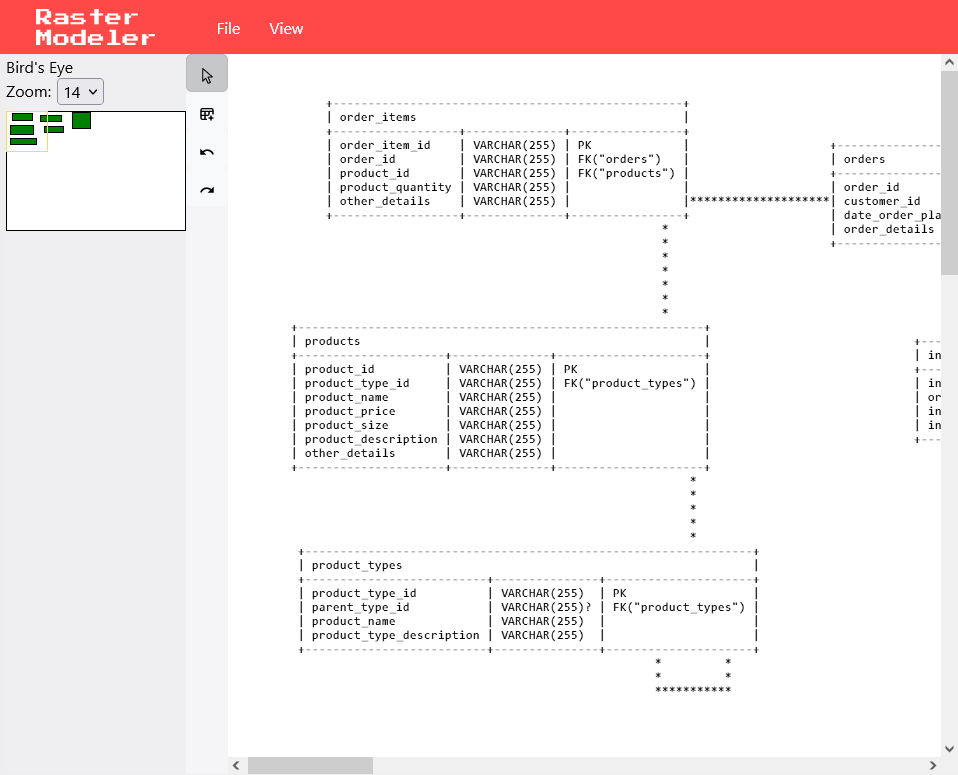 Raster
Modeler
File View
Bird's Eye
Zoom: 14
order_items
order_item_id | VARCHAR(255) | PK
order_id | VARCHAR(255) | FK("orders")
product_id | VARCHAR(255) | FK("products")
product_quantity | VARCHAR(255) |
other_details | VARCHAR(255) |
orders
order_id
customer_id
date_order_pla
order_details
products
product_id | VARCHAR(255) | PK
product_type_id | VARCHAR(255) | FK("product_types")
product_name | VARCHAR(255) |
product_price | VARCHAR(255) |
product_size | VARCHAR(255) |
product_description | VARCHAR(255) |
other_details | VARCHAR(255) |
in
in
or
in
in
product_types
product_type_id | VARCHAR(255) | PK
parent_type_id | VARCHAR(255)? | FK("product_types")
product_name | VARCHAR(255) |
product_type_description | VARCHAR(255) |